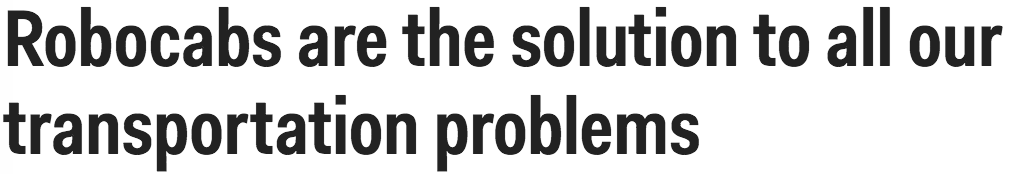 Robocabs are the solution to all our
transportation problems